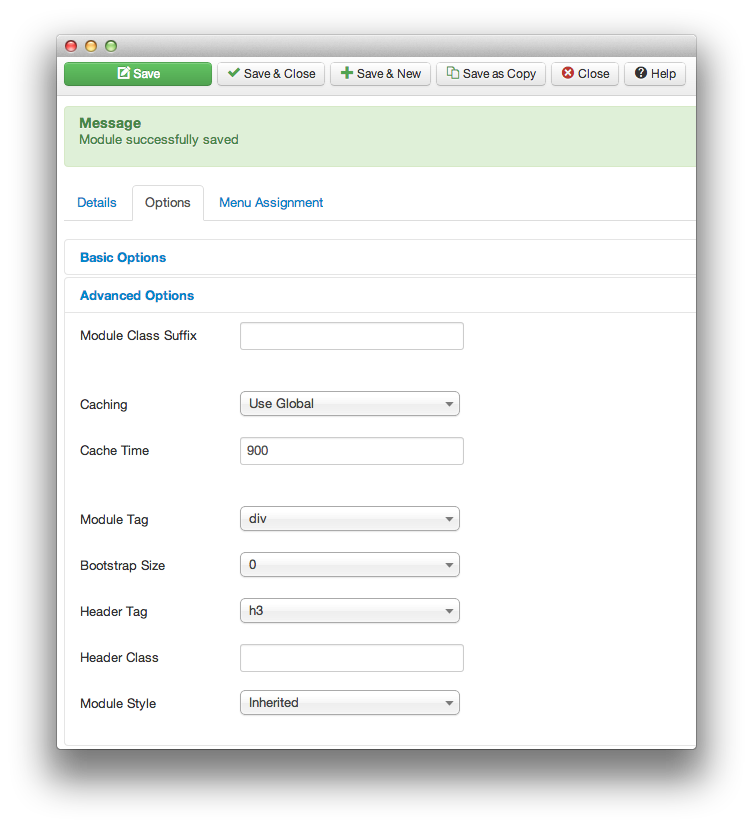 Save Save & Close Save & New Save as Copy Close Help
Message
Module successfully saved
Details Options Menu Assignment
Basic Options
Advanced Options
Module Class Suffix
Caching Use Global
Cache Time 900
Module Tag div
Bootstrap Size 0
Header Tag h3
Header Class
Module Style Inherited